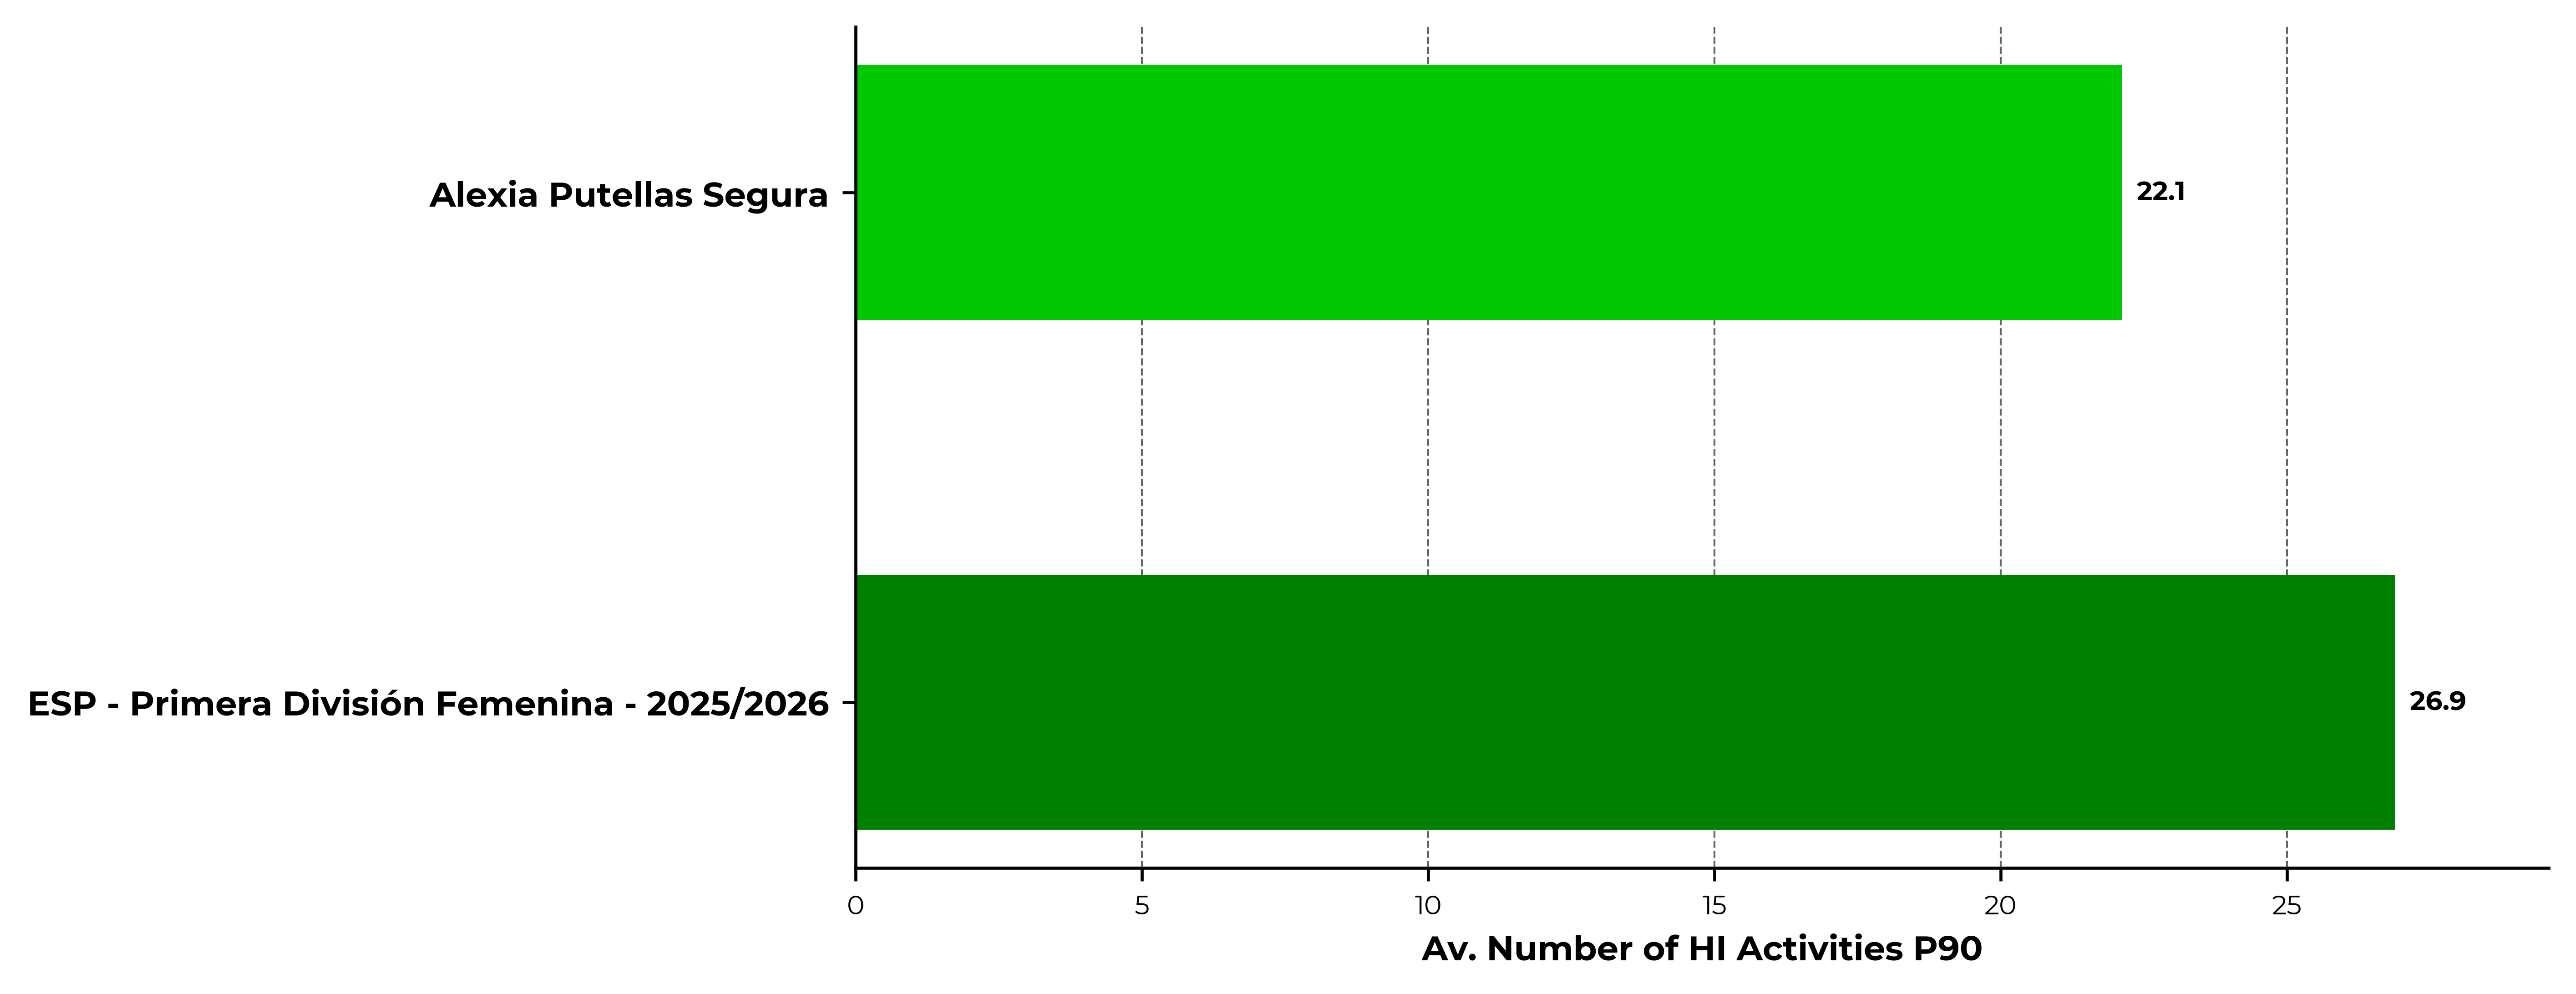 Alexia Putellas Segura
22.1
ESP - Primera División Femenina - 2025/2026
26.9
0 5 10 15 20 25
Av. Number of HI Activities P90